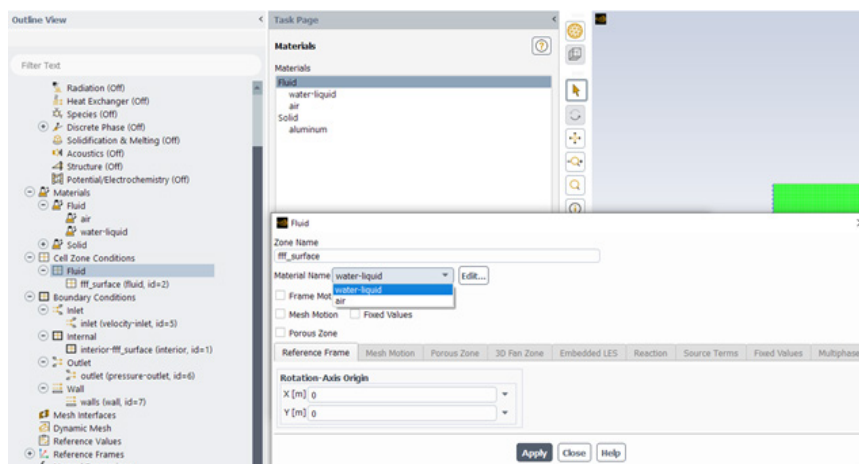 Outline View
Filter Text
Radiation (Off)
Heat Exchanger (Off)
Species (Off)
Discrete Phase (Off)
Solidification & Melting (Off)
Acoustics (Off)
Structure (Off)
Potential/Electrochemistry (Off)
Materials
Fluid
air
water-liquid
Solid
Cell Zone Conditions
Fluid
fff_surface (fluid, id=2)
Boundary Conditions
Inlet
inlet (velocity-inlet, id=5)
Internal
interior-fff_surface (interior, id=1)
Outlet
outlet (pressure-outlet, id=6)
Wall
walls (wall, id=7)
Mesh Interfaces
Dynamic Mesh
Reference Values
Reference Frames
Task Page
Materials
Materials
Fluid
water-liquid
air
Solid
aluminum
Fluid
Zone Name
fff_surface
Material Name water-liquid Edit...
water-liquid
air
Frame Mot
Mesh Motion Fixed Values
Porous Zone
Reference Frame Mesh Motion Porous Zone 3D Fan Zone Embedded LES Reaction Source Terms Fixed Values Multiphase
Rotation-Axis Origin
X [m] 0
Y [m] 0
Apply Close Help